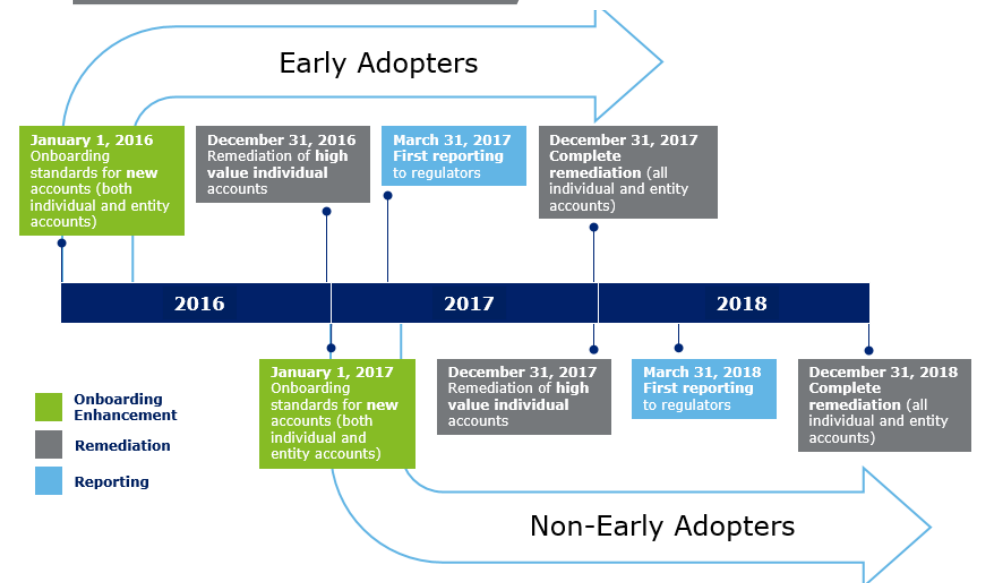 Early Adopters
January 1, 2016
Onboarding
standards for new
accounts (both
individual and entity
accounts)
December 31, 2016
Remediation of high
value individual
accounts
March 31, 2017
First reporting
to regulators
December 31, 2017
Complete
remediation (all
individual and entity
accounts)
2016
2017
2018
January 1, 2017
Onboarding
standards for new
accounts (both
individual and
entity accounts)
December 31, 2017
Remediation of high
value individual
accounts
March 31, 2018
First reporting
to regulators
December 31, 2018
Complete
remediation (all
individual and entity
accounts)
Onboarding
Enhancement
Remediation
Reporting
Non-Early Adopters